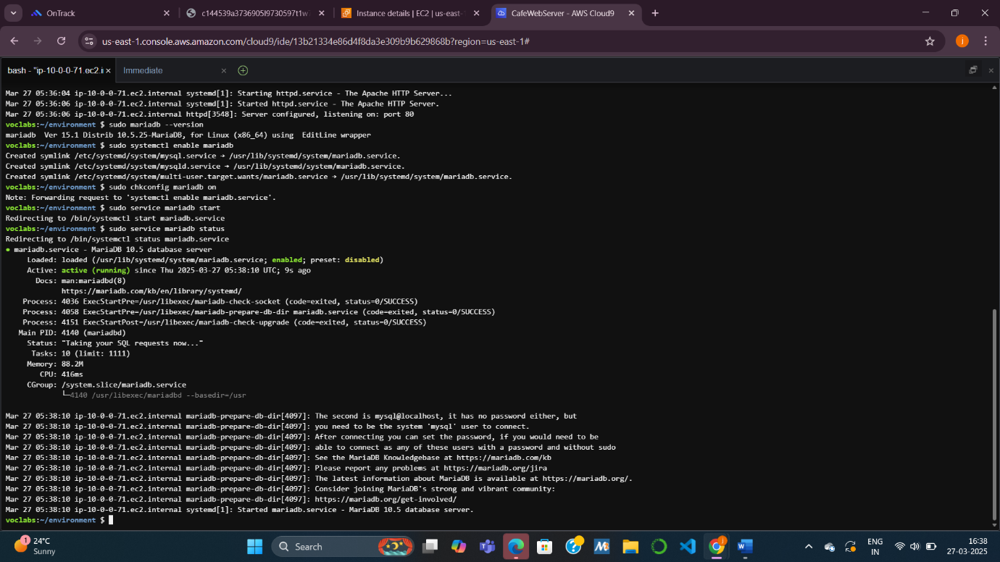 OnTrack
c144539a3736905l9730597t1w
Instance details | EC2 | us-east-
CafeWebServer - AWS Cloud9
us-east-1.console.aws.amazon.com/cloud9/ide/13b21334e86d4f8da3e309b9b629868b?region=us-east-1#
j
bash - "ip-10-0-0-71.ec2.i
Immediate
Mar 27 05:36:04 ip-10-0-0-71.ec2.internal systemd[1]: Starting httpd.service - The Apache HTTP Server...
Mar 27 05:36:06 ip-10-0-0-71.ec2.internal systemd[1]: Started httpd.service - The Apache HTTP Server.
Mar 27 05:36:06 ip-10-0-0-71.ec2.internal httpd[3548]: Server configured, listening on: port 80
voclabs:~/environment $ sudo mariadb --version
mariadb  Ver 15.1 Distrib 10.5.25-MariaDB, for Linux (x86_64) using  EditLine wrapper
voclabs:~/environment $ sudo systemctl enable mariadb
Created symlink /etc/systemd/system/mysql.service → /usr/lib/systemd/system/mariadb.service.
Created symlink /etc/systemd/system/mysqld.service → /usr/lib/systemd/system/mariadb.service.
Created symlink /etc/systemd/system/multi-user.target.wants/mariadb.service → /usr/lib/systemd/system/mariadb.service.
voclabs:~/environment $ sudo chkconfig mariadb on
Note: Forwarding request to 'systemctl enable mariadb.service'.
voclabs:~/environment $ sudo service mariadb start
Redirecting to /bin/systemctl start mariadb.service
voclabs:~/environment $ sudo service mariadb status
Redirecting to /bin/systemctl status mariadb.service
● mariadb.service - MariaDB 10.5 database server
Loaded: loaded (/usr/lib/systemd/system/mariadb.service; enabled; preset: disabled)
Active: active (running) since Thu 2025-03-27 05:38:10 UTC; 9s ago
Docs: man:mariadbd(8)
https://mariadb.com/kb/en/library/systemd/
Process: 4036 ExecStartPre=/usr/libexec/mariadb-check-socket (code=exited, status=0/SUCCESS)
Process: 4058 ExecStartPre=/usr/libexec/mariadb-prepare-db-dir mariadb.service (code=exited, status=0/SUCCESS)
Process: 4151 ExecStartPost=/usr/libexec/mariadb-check-upgrade (code=exited, status=0/SUCCESS)
Main PID: 4140 (mariadbd)
Status: "Taking your SQL requests now..."
Tasks: 10 (limit: 1111)
Memory: 88.2M
CPU: 416ms
CGroup: /system.slice/mariadb.service
└─4140 /usr/libexec/mariadbd --basedir=/usr
Mar 27 05:38:10 ip-10-0-0-71.ec2.internal mariadb-prepare-db-dir[4097]: The second is mysql@localhost, it has no password either, but
Mar 27 05:38:10 ip-10-0-0-71.ec2.internal mariadb-prepare-db-dir[4097]: you need to be the system 'mysql' user to connect.
Mar 27 05:38:10 ip-10-0-0-71.ec2.internal mariadb-prepare-db-dir[4097]: After connecting you can set the password, if you would need to be
Mar 27 05:38:10 ip-10-0-0-71.ec2.internal mariadb-prepare-db-dir[4097]: able to connect as any of these users with a password and without sudo
Mar 27 05:38:10 ip-10-0-0-71.ec2.internal mariadb-prepare-db-dir[4097]: See the MariaDB Knowledgebase at https://mariadb.com/kb
Mar 27 05:38:10 ip-10-0-0-71.ec2.internal mariadb-prepare-db-dir[4097]: Please report any problems at https://mariadb.org/jira
Mar 27 05:38:10 ip-10-0-0-71.ec2.internal mariadb-prepare-db-dir[4097]: The latest information about MariaDB is available at https://mariadb.org/.
Mar 27 05:38:10 ip-10-0-0-71.ec2.internal mariadb-prepare-db-dir[4097]: Consider joining MariaDB's strong and vibrant community:
Mar 27 05:38:10 ip-10-0-0-71.ec2.internal mariadb-prepare-db-dir[4097]: https://mariadb.org/get-involved/
Mar 27 05:38:10 ip-10-0-0-71.ec2.internal systemd[1]: Started mariadb.service - MariaDB 10.5 database server.
voclabs:~/environment $
1
24°C
Sunny
Search
ENG
IN
16:38
27-03-2025